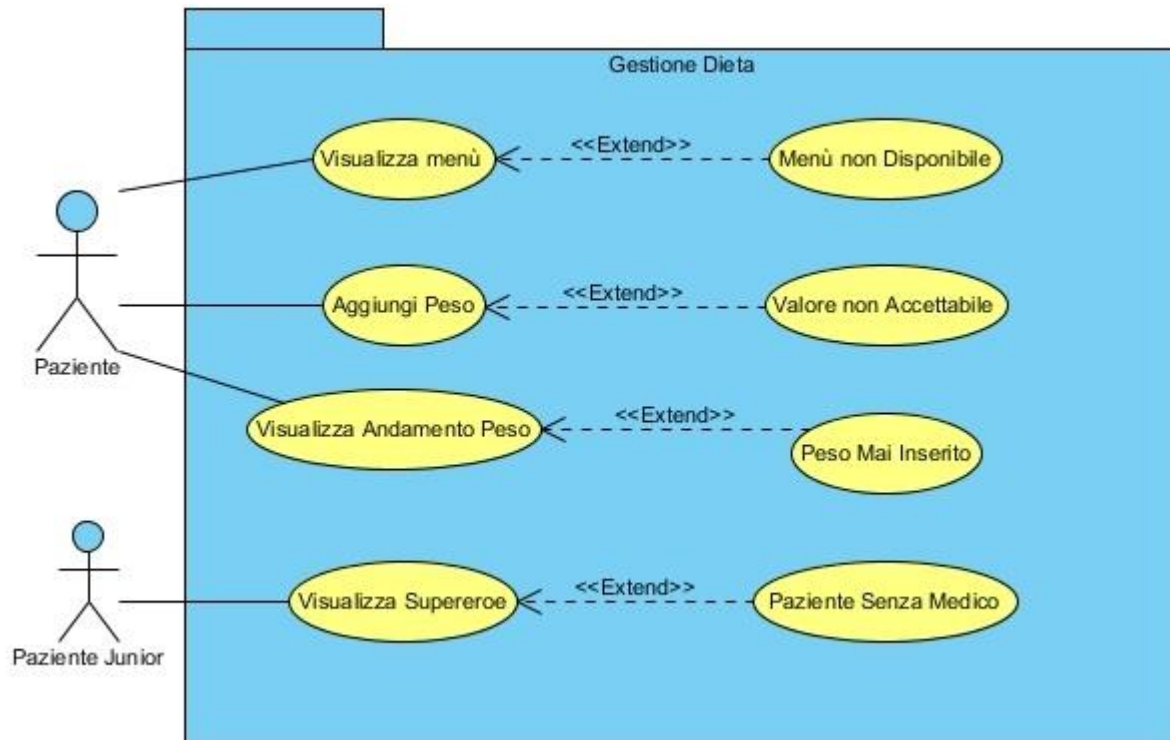 Gestione Dieta
Visualizza menù
<<Extend>>
Menù non Disponibile
Aggiungi Peso
<<Extend>>
Valore non Accettabile
Paziente
Visualizza Andamento Peso
<<Extend>>
Peso Mai Inserito
Visualizza Supereroe
<<Extend>>
Paziente Senza Medico
Paziente Junior